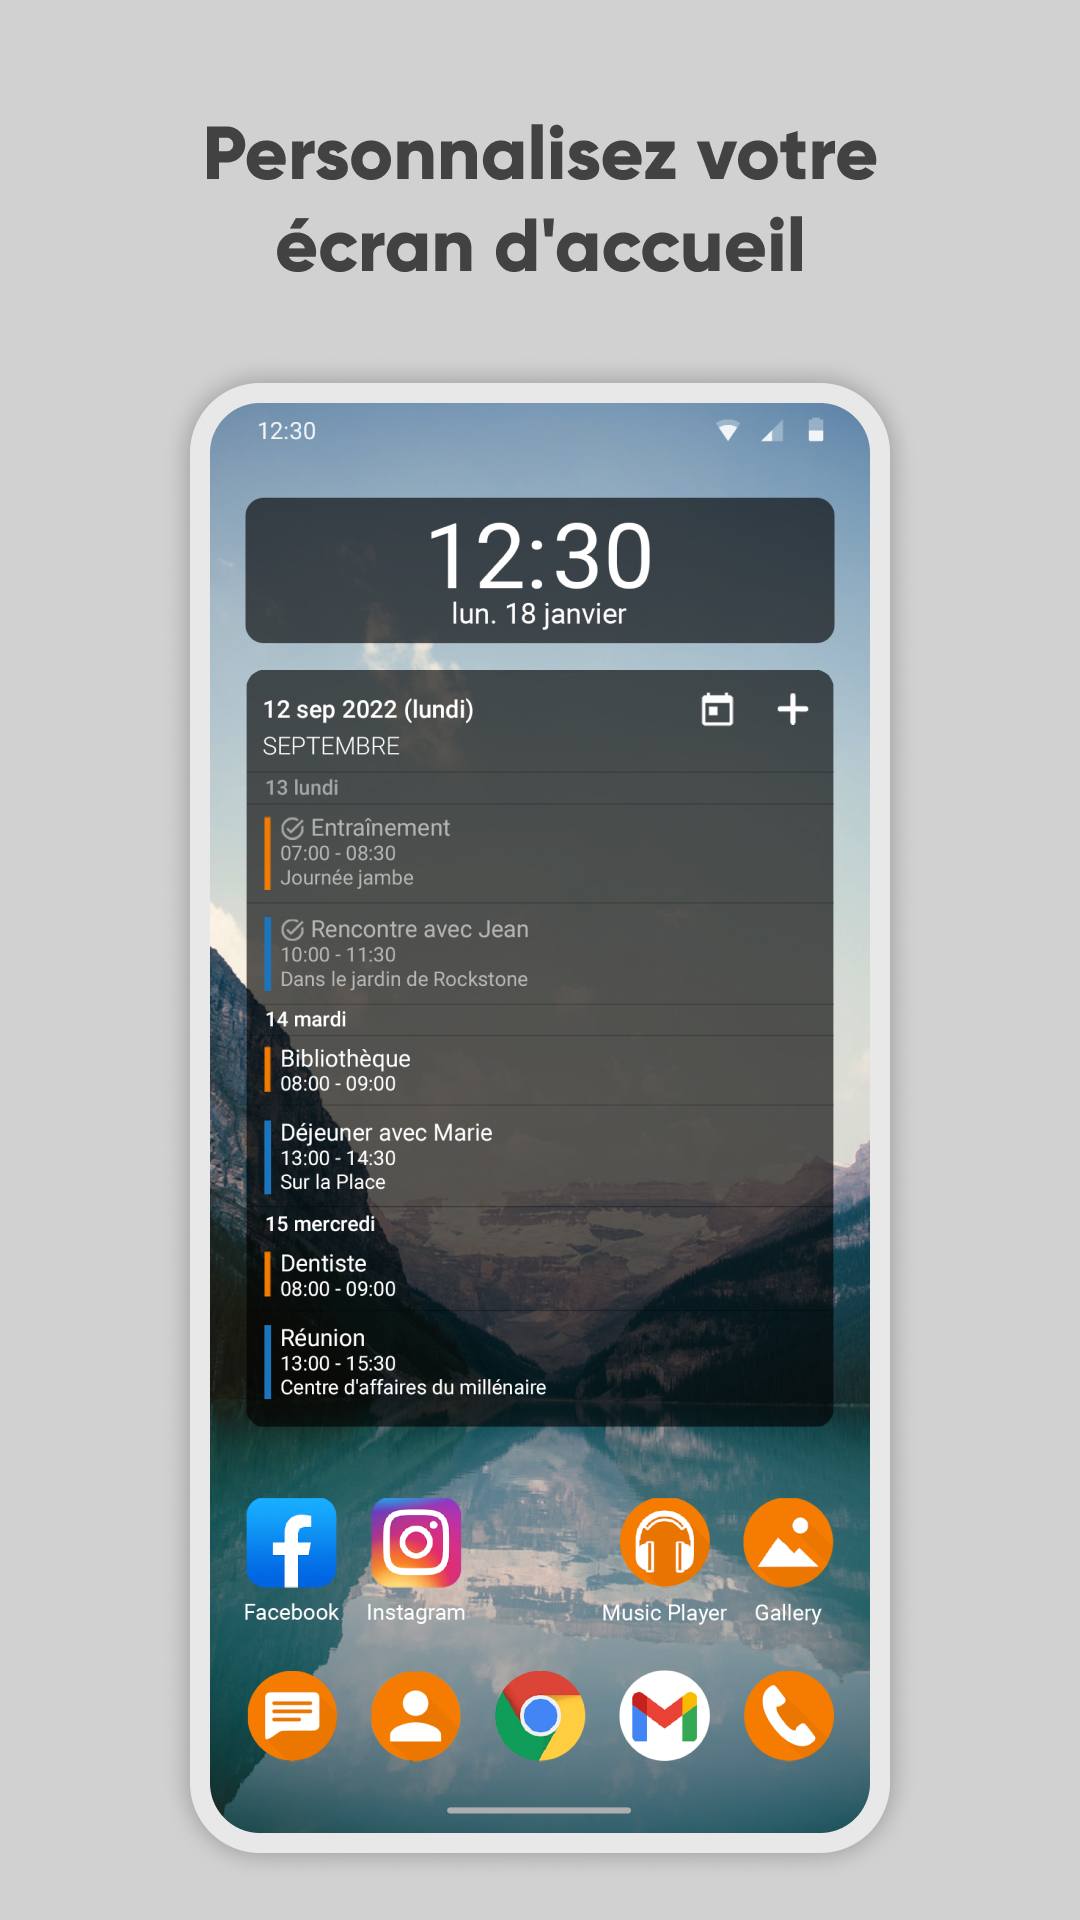 Personnalisez votre
écran d'accueil
12:30
12:30
lun. 18 janvier
12 sep 2022 (lundi)
SEPTEMBRE
13 lundi
Entraînement
07:00 - 08:30
Journée jambe
Rencontre avec Jean
10:00 - 11:30
Dans le jardin de Rockstone
14 mardi
Bibliothèque
08:00 - 09:00
Déjeuner avec Marie
13:00 - 14:30
Sur la Place
15 mercredi
Dentiste
08:00 - 09:00
Réunion
13:00 - 15:30
Centre d'affaires du millénaire
Facebook Instagram Music Player Gallery